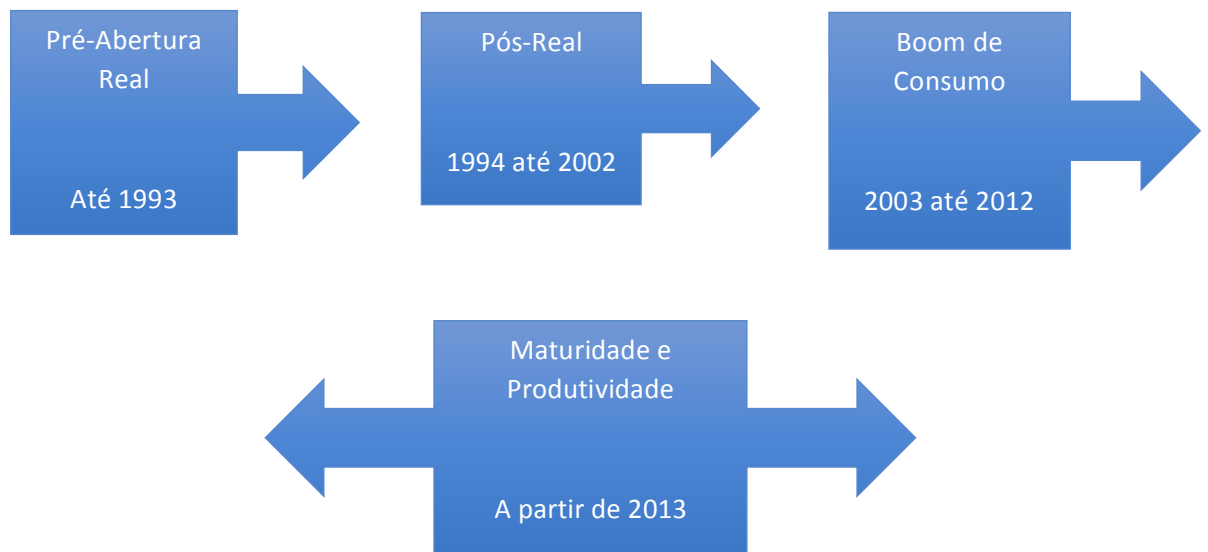 Pré-Abertura
Real
Até 1993
Pós-Real
1994 até 2002
Boom de
Consumo
2003 até 2012
Maturidade e
Produtividade
A partir de 2013